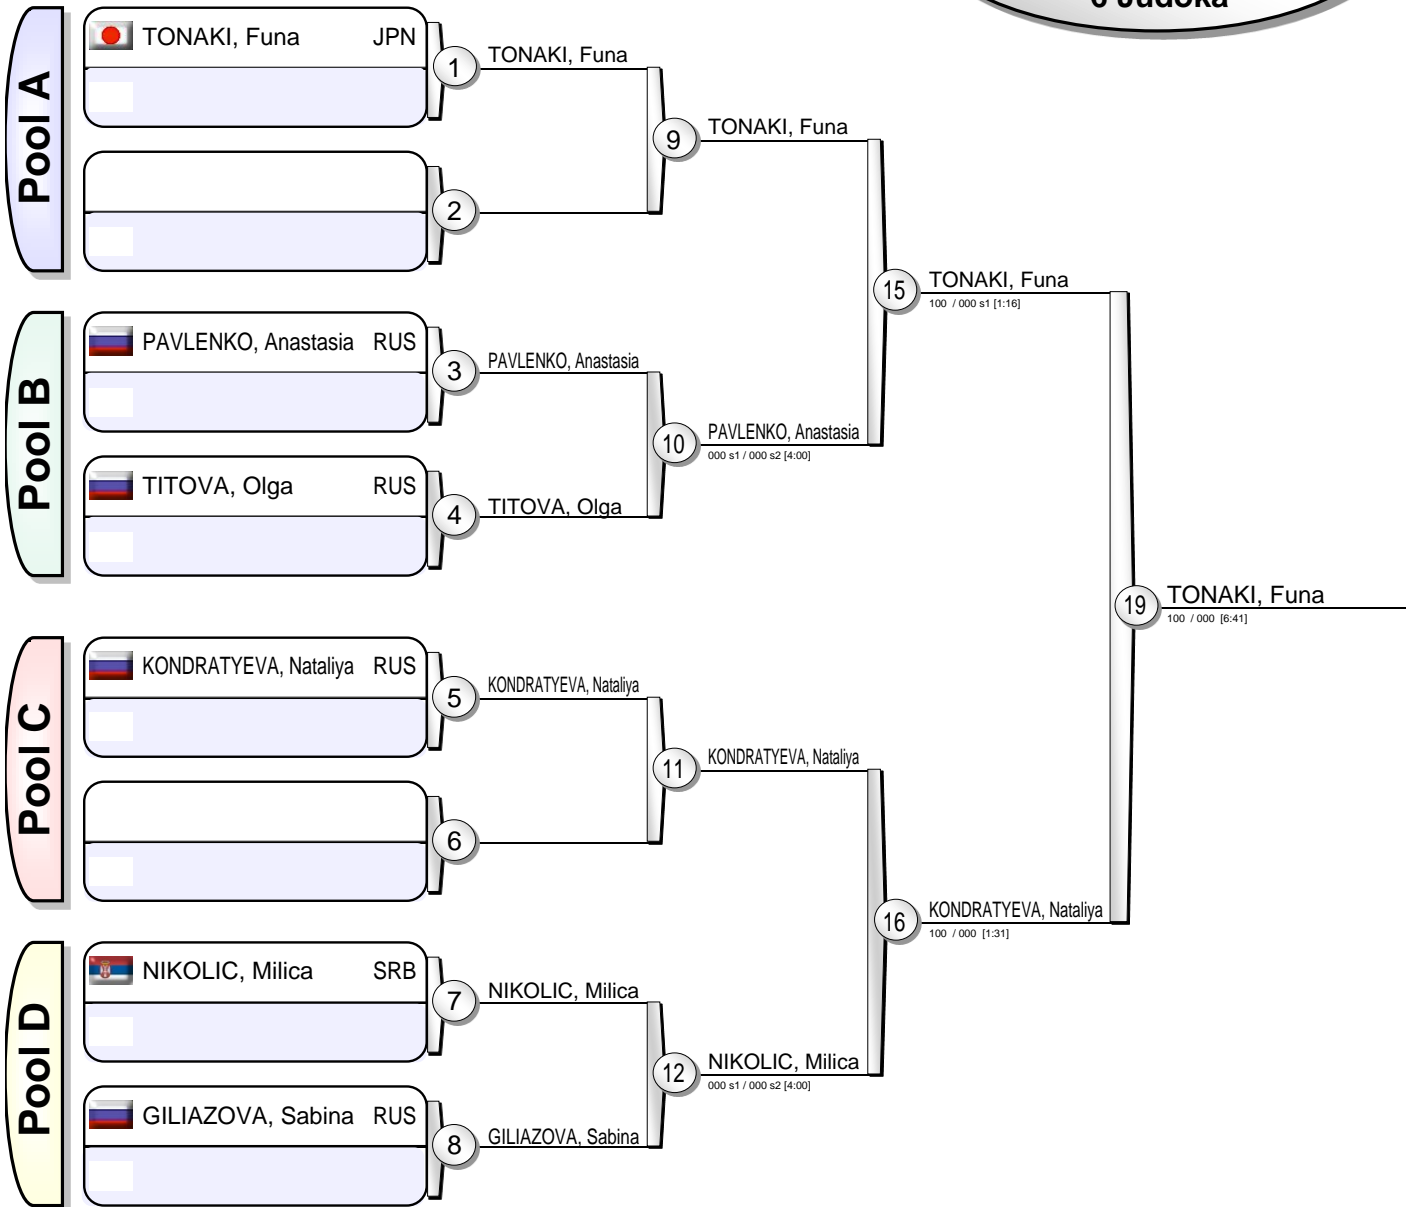 6 Judoka
Pool A
TONAKI, Funa JPN
1
TONAKI, Funa
2
9
TONAKI, Funa
Pool B
PAVLENKO, Anastasia RUS
3
PAVLENKO, Anastasia
TITOVA, Olga RUS
4
TITOVA, Olga
10
PAVLENKO, Anastasia
000 s1 / 000 s2 [4:00]
15
TONAKI, Funa
100 / 000 s1 [1:16]
Pool C
KONDRATYEVA, Nataliya RUS
5
KONDRATYEVA, Nataliya
6
11
KONDRATYEVA, Nataliya
Pool D
NIKOLIC, Milica SRB
7
NIKOLIC, Milica
GILIAZOVA, Sabina RUS
8
GILIAZOVA, Sabina
12
NIKOLIC, Milica
000 s1 / 000 s2 [4:00]
16
KONDRATYEVA, Nataliya
100 / 000 [1:31]
19
TONAKI, Funa
100 / 000 [6:41]